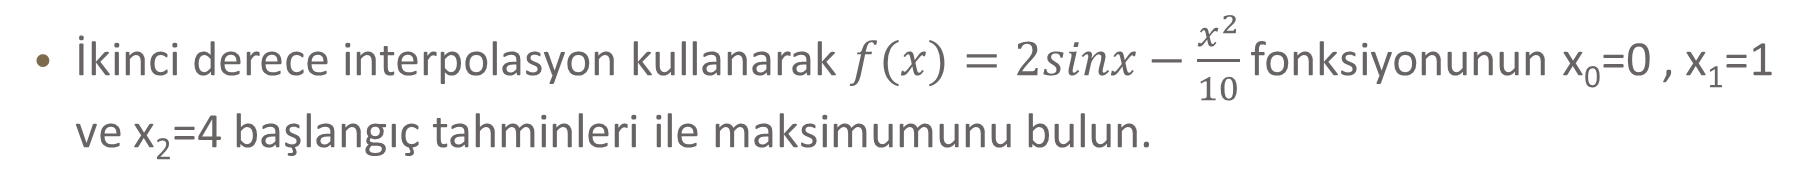 • İkinci derece interpolasyon kullanarak f(x) = 2sinx − x²/10 fonksiyonunun x₀=0 , x₁=1
ve x₂=4 başlangıç tahminleri ile maksimumunu bulun.